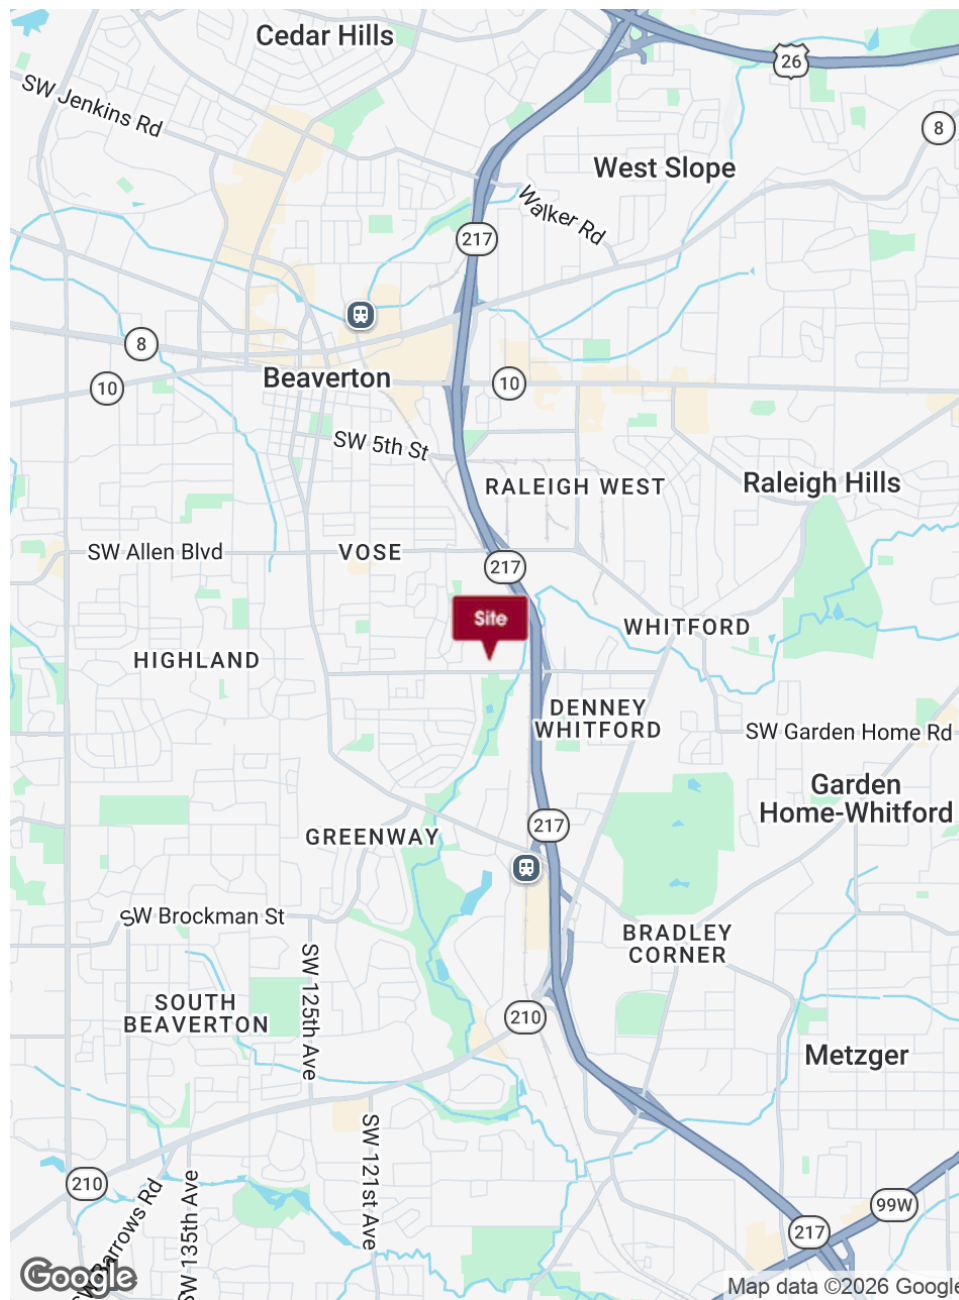 Cedar Hills
26
SW Jenkins Rd
8
West Slope
Walker Rd
217
8
10
Beaverton
10
SW 5th St
RALEIGH WEST
Raleigh Hills
SW Allen Blvd
VOSE
217
Site
WHITFORD
HIGHLAND
DENNEY
WHITFORD
SW Garden Home Rd
Garden
Home-Whitford
217
GREENWAY
SW Brockman St
BRADLEY
CORNER
SW 125th Ave
SOUTH
BEAVERTON
210
Metzger
SW 121st Ave
210
SW Barrows Rd
SW 135th Ave
99W
217
Google
Map data ©2026 Google